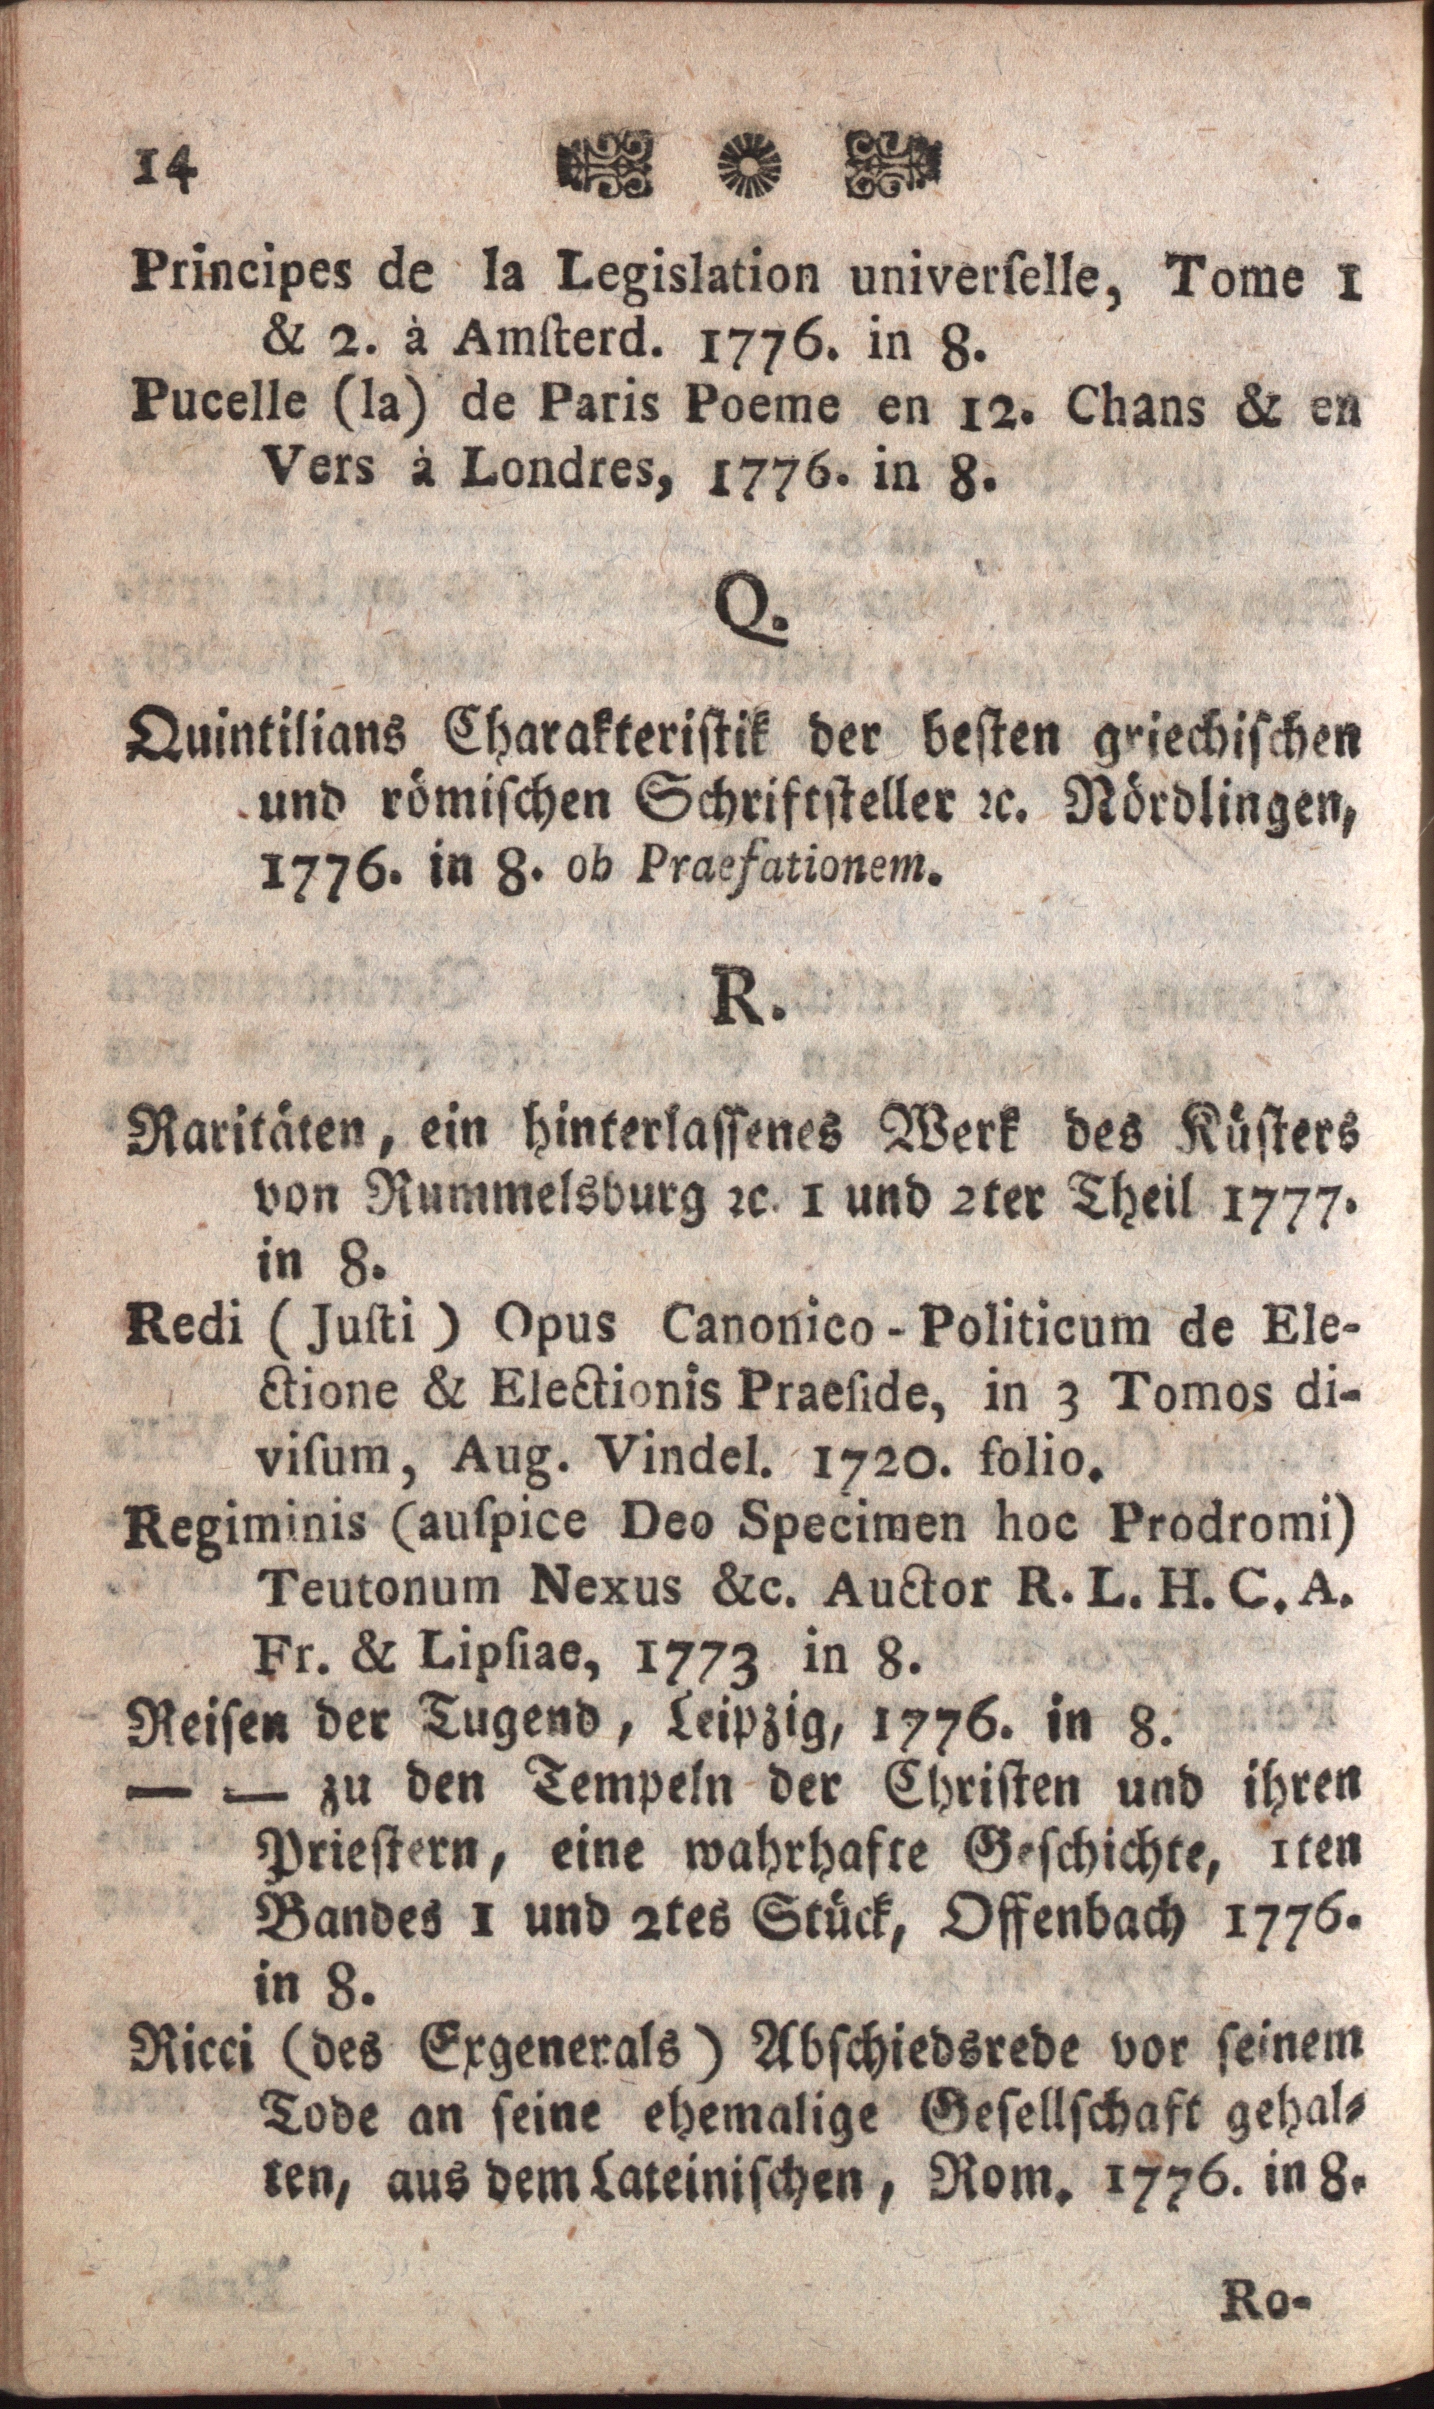 14
Principes de la Legislation univerſelle, Tome 1
& 2. à Amſterd. 1776. in 8.
Pucelle (la) de Paris Poeme en 12. Chans & en
Vers à Londres, 1776. in 8.
Q.
Quintilians Charakteriſtik der beſten griechiſchen
und römiſchen Schriftſteller ꝛc. Nördlingen,
1776. in 8. ob Praefationem.
R.
Raritäten, ein hinterlaſſenes Werk des Küſters
von Rummelsburg ꝛc. 1 und 2ter Theil 1777.
in 8.
Redi (Juſti) Opus Canonico-Politicum de Ele-
ctione & Electionis Praeſide, in 3 Tomos di-
viſum, Aug. Vindel. 1720. folio.
Regiminis (auſpice Deo Specimen hoc Prodromi)
Teutonum Nexus &c. Auctor R. L. H. C. A.
Fr. & Lipſiae, 1773 in 8.
Reiſen der Tugend, Leipzig, 1776. in 8.
— — zu den Tempeln der Chriſten und ihren
Prieſtern, eine wahrhafte Geſchichte, 1ten
Bandes 1 und 2tes Stück, Offenbach 1776.
in 8.
Ricci (des Exgenerals) Abſchiedsrede vor ſeinem
Tode an ſeine ehemalige Geſellſchaft gehal-
ten, aus dem Lateiniſchen, Rom. 1776. in 8.
Ro-